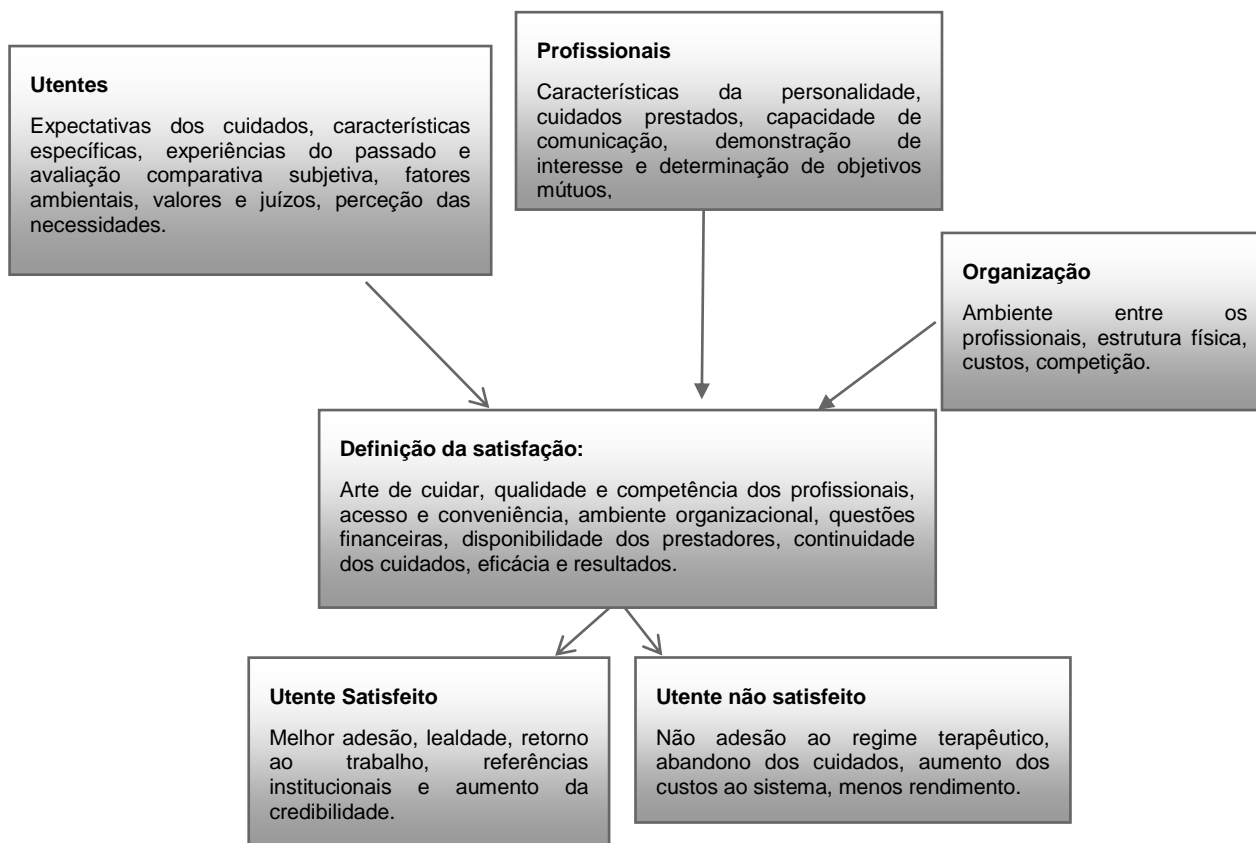 Utentes
Expectativas dos cuidados, características
específicas, experiências do passado e
avaliação comparativa subjetiva, fatores
ambientais, valores e juízos, perceção das
necessidades.
Profissionais
Características da personalidade,
cuidados prestados, capacidade de
comunicação, demonstração de
interesse e determinação de objetivos
mútuos,
Organização
Ambiente entre os
profissionais, estrutura física,
custos, competição.
Definição da satisfação:
Arte de cuidar, qualidade e competência dos profissionais,
acesso e conveniência, ambiente organizacional, questões
financeiras, disponibilidade dos prestadores, continuidade
dos cuidados, eficácia e resultados.
Utente Satisfeito
Melhor adesão, lealdade, retorno
ao trabalho, referências
institucionais e aumento da
credibilidade.
Utente não satisfeito
Não adesão ao regime terapêutico,
abandono dos cuidados, aumento dos
custos ao sistema, menos rendimento.